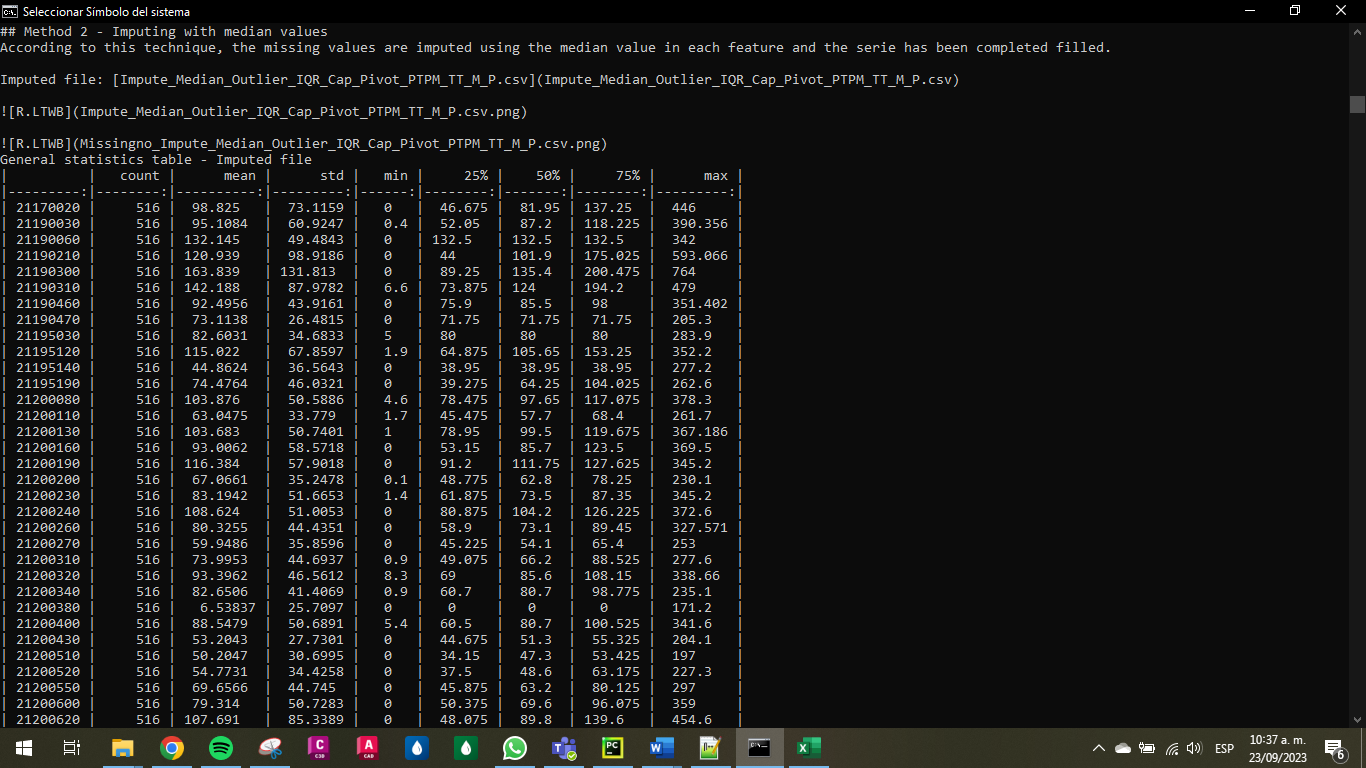 Seleccionar Símbolo del sistema
## Method 2 - Imputing with median values
According to this technique, the missing values are imputed using the median value in each feature and the serie has been completed filled.
Imputed file: [Impute_Median_Outlier_IQR_Cap_Pivot_PTPM_TT_M_P.csv](Impute_Median_Outlier_IQR_Cap_Pivot_PTPM_TT_M_P.csv)
![R.LTWB](Impute_Median_Outlier_IQR_Cap_Pivot_PTPM_TT_M_P.csv.png)
![R.LTWB](Missingno_Impute_Median_Outlier_IQR_Cap_Pivot_PTPM_TT_M_P.csv.png)
General statistics table - Imputed file
|          |   count |      mean |      std |   min |     25% |    50% |     75% |      max |
|---------:|--------:|----------:|---------:|------:|--------:|-------:|--------:|---------:|
| 21170020 |     516 |  98.825   |  73.1159 |   0   |  46.675 |  81.95 | 137.25  |  446     |
| 21190030 |     516 |  95.1084  |  60.9247 |   0.4 |  52.05  |  87.2  | 118.225 |  390.356 |
| 21190060 |     516 | 132.145   |  49.4843 |   0   | 132.5   | 132.5  | 132.5   |  342     |
| 21190210 |     516 | 120.939   |  98.9186 |   0   |  44     | 101.9  | 175.025 |  593.066 |
| 21190300 |     516 | 163.839   | 131.813  |   0   |  89.25  | 135.4  | 200.475 |  764     |
| 21190310 |     516 | 142.188   |  87.9782 |   6.6 |  73.875 | 124    | 194.2   |  479     |
| 21190460 |     516 |  92.4956  |  43.9161 |   0   |  75.9   |  85.5  |  98     |  351.402 |
| 21190470 |     516 |  73.1138  |  26.4815 |   0   |  71.75  |  71.75 |  71.75  |  205.3   |
| 21195030 |     516 |  82.6031  |  34.6833 |   5   |  80     |  80    |  80     |  283.9   |
| 21195120 |     516 | 115.022   |  67.8597 |   1.9 |  64.875 | 105.65 | 153.25  |  352.2   |
| 21195140 |     516 |  44.8624  |  36.5643 |   0   |  38.95  |  38.95 |  38.95  |  277.2   |
| 21195190 |     516 |  74.4764  |  46.0321 |   0   |  39.275 |  64.25 | 104.025 |  262.6   |
| 21200080 |     516 | 103.876   |  50.5886 |   4.6 |  78.475 |  97.65 | 117.075 |  378.3   |
| 21200110 |     516 |  63.0475  |  33.779  |   1.7 |  45.475 |  57.7  |  68.4   |  261.7   |
| 21200130 |     516 | 103.683   |  50.7401 |   1   |  78.95  |  99.5  | 119.675 |  367.186 |
| 21200160 |     516 |  93.0062  |  58.5718 |   0   |  53.15  |  85.7  | 123.5   |  369.5   |
| 21200190 |     516 | 116.384   |  57.9018 |   0   |  91.2   | 111.75 | 127.625 |  345.2   |
| 21200200 |     516 |  67.0661  |  35.2478 |   0.1 |  48.775 |  62.8  |  78.25  |  230.1   |
| 21200230 |     516 |  83.1942  |  51.6653 |   1.4 |  61.875 |  73.5  |  87.35  |  345.2   |
| 21200240 |     516 | 108.624   |  51.0053 |   0   |  80.875 | 104.2  | 126.225 |  372.6   |
| 21200260 |     516 |  80.3255  |  44.4351 |   0   |  58.9   |  73.1  |  89.45  |  327.571 |
| 21200270 |     516 |  59.9486  |  35.8596 |   0   |  45.225 |  54.1  |  65.4   |  253     |
| 21200310 |     516 |  73.9953  |  44.6937 |   0.9 |  49.075 |  66.2  |  88.525 |  277.6   |
| 21200320 |     516 |  93.3962  |  46.5612 |   8.3 |  69     |  85.6  | 108.15  |  338.66  |
| 21200340 |     516 |  82.6506  |  41.4069 |   0.9 |  60.7   |  80.7  |  98.775 |  235.1   |
| 21200380 |     516 |   6.53837 |  25.7097 |   0   |   0     |   0    |   0     |  171.2   |
| 21200400 |     516 |  88.5479  |  50.6891 |   5.4 |  60.5   |  80.7  | 100.525 |  341.6   |
| 21200430 |     516 |  53.2043  |  27.7301 |   0   |  44.675 |  51.3  |  55.325 |  204.1   |
| 21200510 |     516 |  50.2047  |  30.6995 |   0   |  34.15  |  47.3  |  53.425 |  197     |
| 21200520 |     516 |  54.7731  |  34.4258 |   0   |  37.5   |  48.6  |  63.175 |  227.3   |
| 21200550 |     516 |  69.6566  |  44.745  |   0   |  45.875 |  63.2  |  80.125 |  297     |
| 21200600 |     516 |  79.314   |  50.7283 |   0   |  50.375 |  69.6  |  96.075 |  359     |
| 21200620 |     516 | 107.691   |  85.3389 |   0   |  48.075 |  89.8  | 139.6   |  454.6   |
ESP
10:37 a. m.
23/09/2023
6